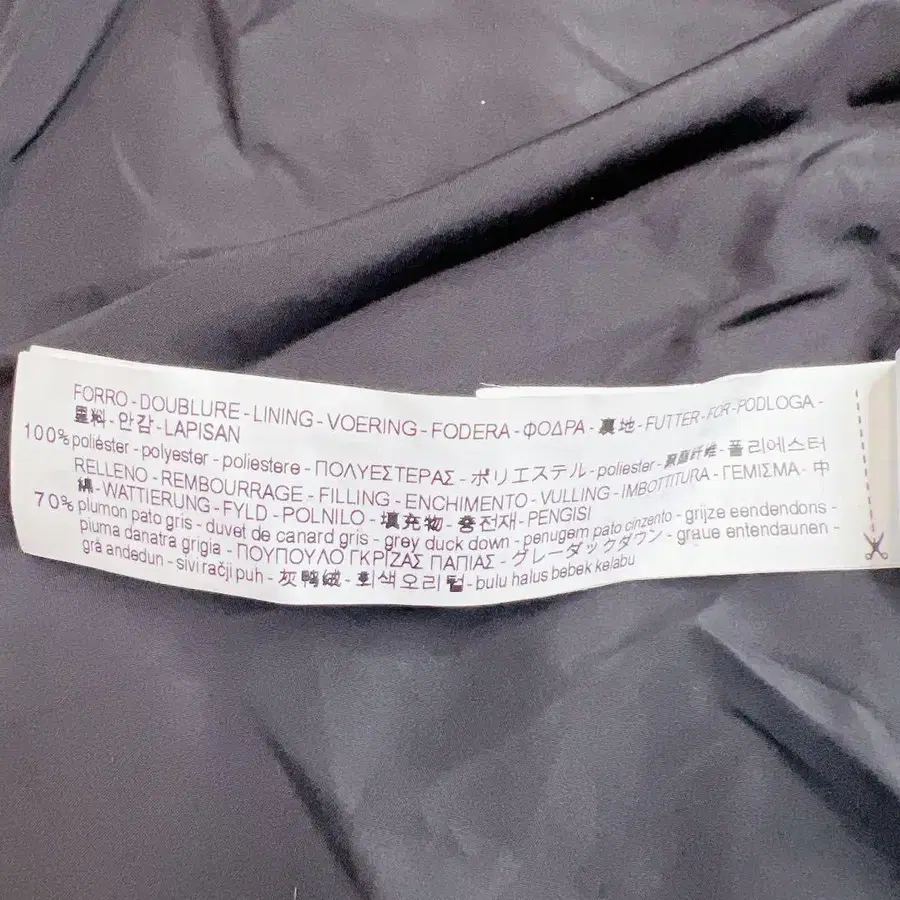 FORRO - DOUBLURE - LINING - VOERING - FODERA - ΦΟΔΡΑ - 裏地 - FUTTER - FOR - PODLOGA -
里料 - 안감 - LAPISAN
100% poliéster - polyester - poliestere - ΠΟΛΥΕΣΤΕΡΑΣ - ポリエステル - poliester - 聚酯纤维 - 폴리에스터
RELLENO - REMBOURRAGE - FILLING - ENCHIMENTO - VULLING - IMBOTTITURA - ΓΕΜΙΣΜΑ - 中
綿 - WATTIERUNG - FYLD - POLNILO - 填充物 - 충전재 - PENGISI
70% plumon pato gris - duvet de canard gris - grey duck down - penugem pato cinzento - grijze eendendons -
piuma danatra grigia - ΠΟΥΠΟΥΛΟ ΓΚΡΙΖΑΣ ΠΑΠΙΑΣ - グレーダックダウン - graue entendaunen -
grå andedun - sivi račji puh - 灰鸭绒 - 회색오리털 - bulu halus bebek kelabu